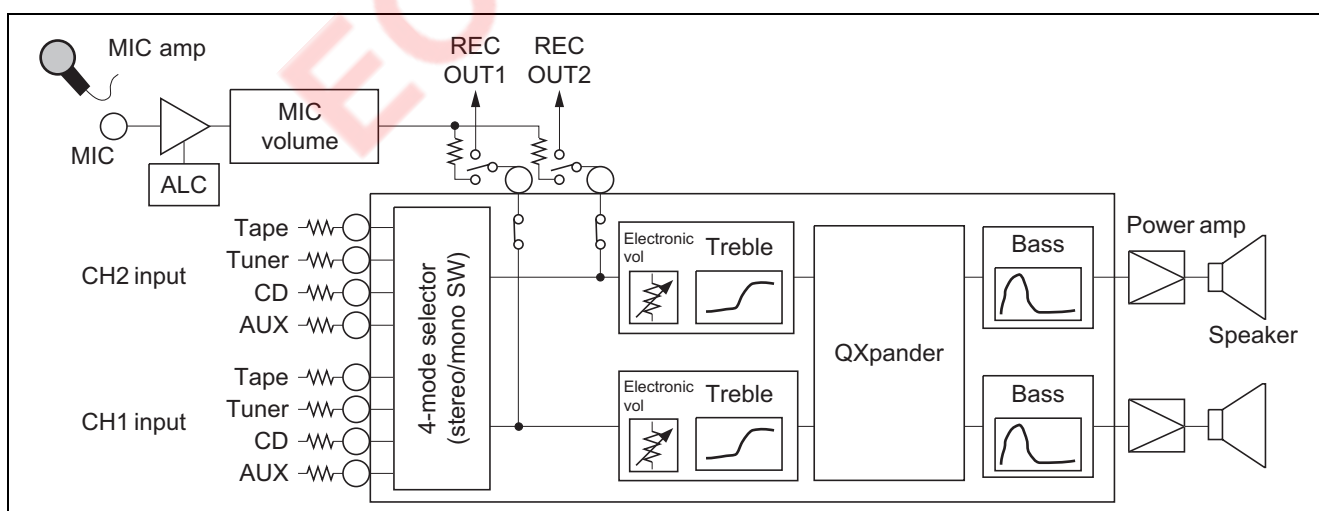 MIC amp
REC
OUT1
REC
OUT2
MIC
volume
MIC
ALC
Tape
Tuner
CD
AUX
CH2 input
Tape
Tuner
CD
AUX
CH1 input
4-mode selector
(stereo/mono SW)
Electronic
vol
Treble
Electronic
vol
Treble
QXpander
Bass
Bass
Power amp
Speaker